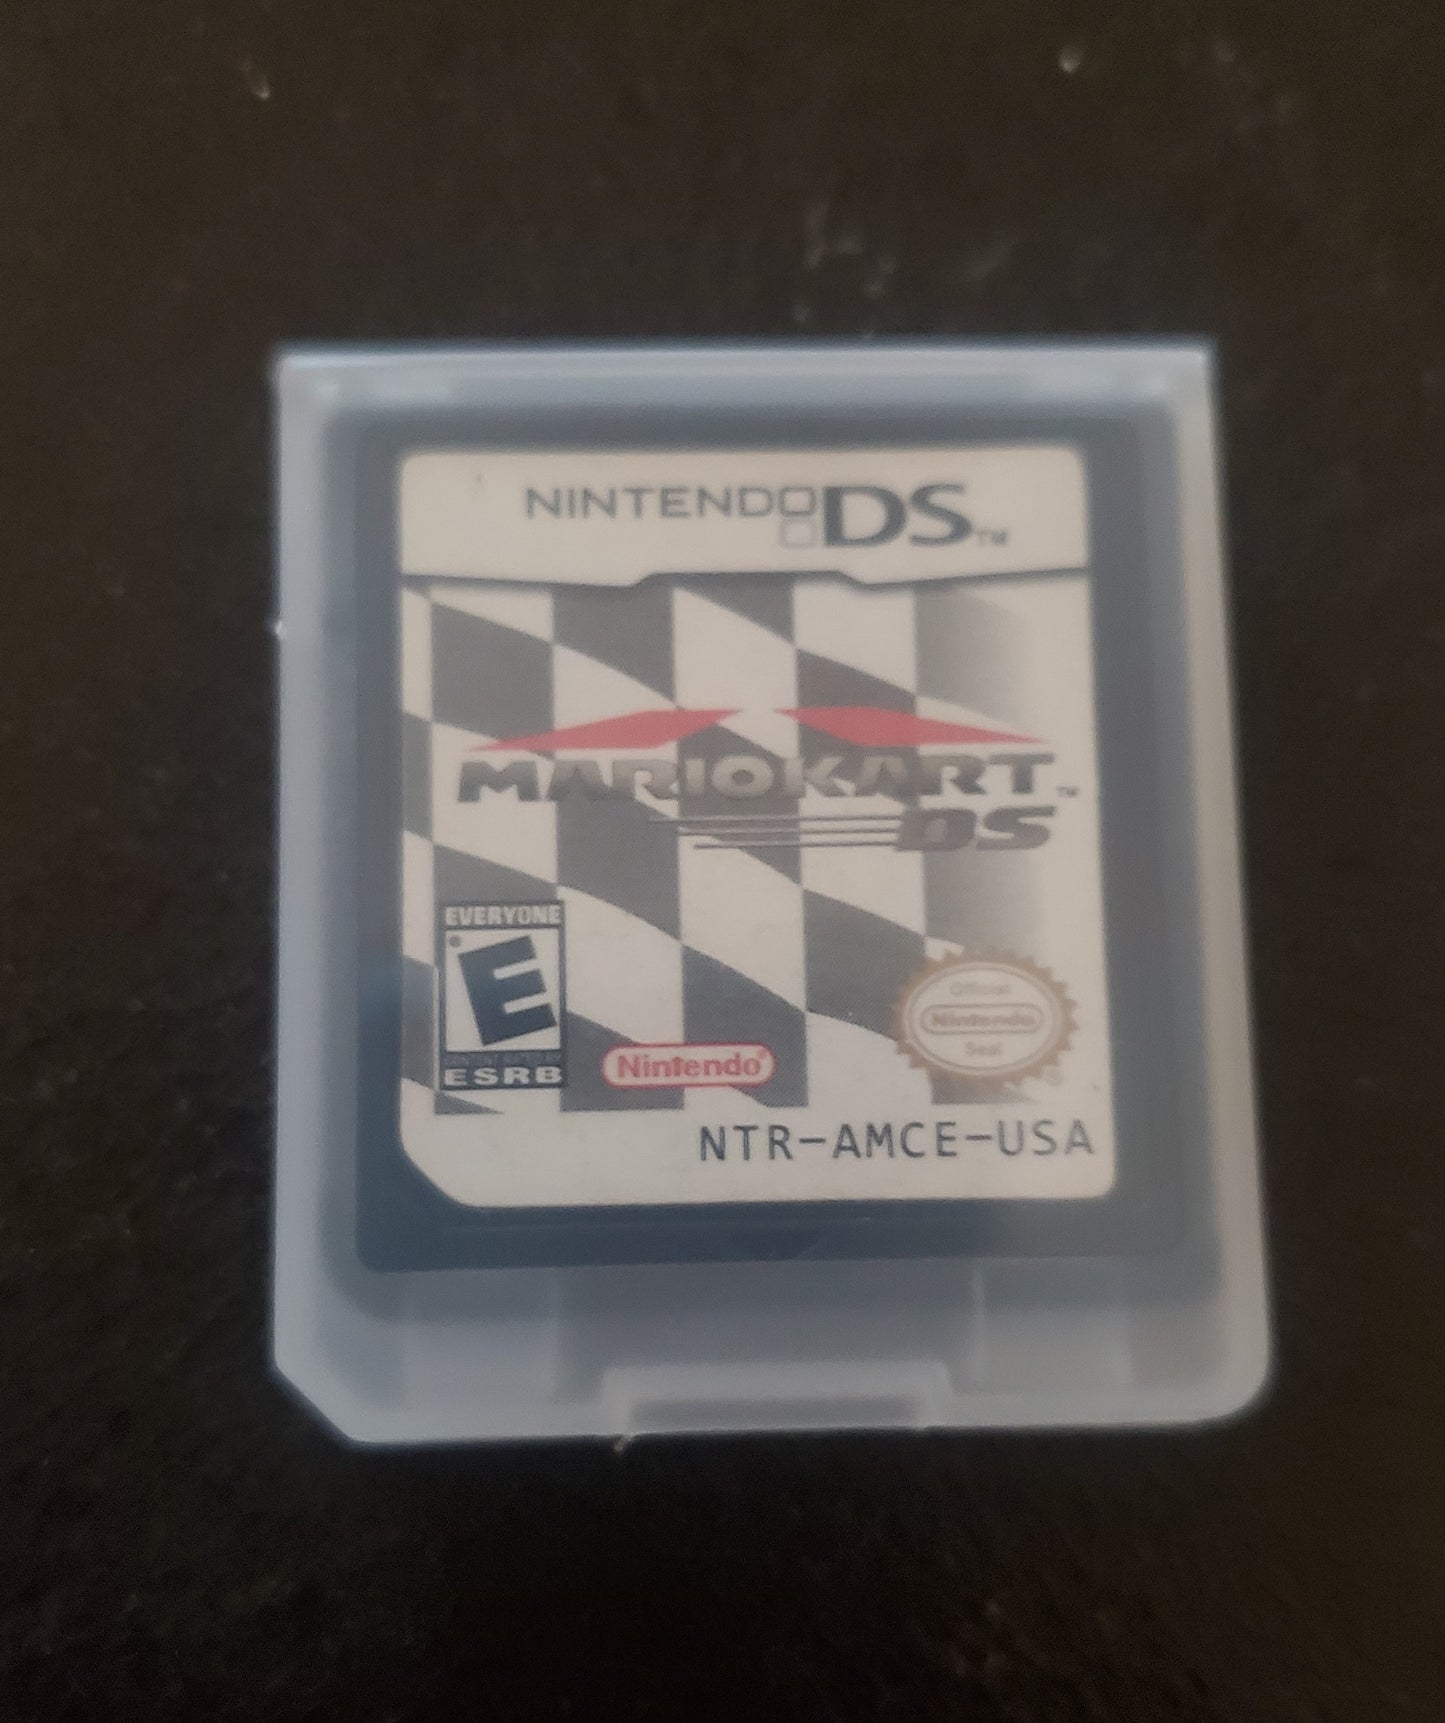 NINTENDO DS™
MARIOKART™
DS
EVERYONE
E
ESRB
Nintendo®
Official
Nintendo
Seal
NTR-AMCE-USA